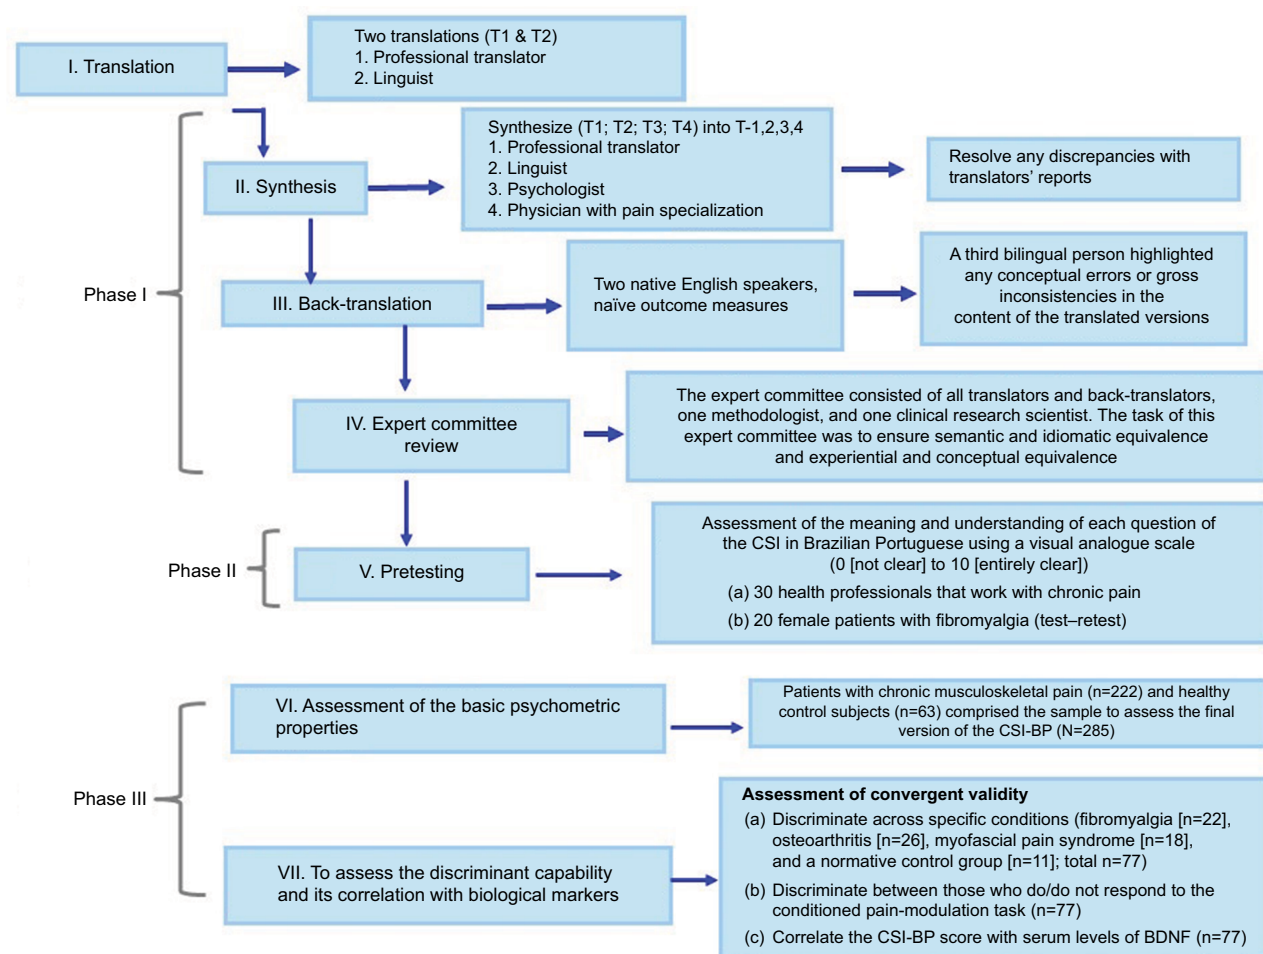 I. Translation
Two translations (T1 & T2)
1. Professional translator
2. Linguist
Phase I
II. Synthesis
Synthesize (T1; T2; T3; T4) into T-1,2,3,4
1. Professional translator
2. Linguist
3. Psychologist
4. Physician with pain specialization
Resolve any discrepancies with
translators’ reports
III. Back-translation
Two native English speakers,
naïve outcome measures
A third bilingual person highlighted
any conceptual errors or gross
inconsistencies in the
content of the translated versions
IV. Expert committee
review
The expert committee consisted of all translators and back-translators,
one methodologist, and one clinical research scientist. The task of this
expert committee was to ensure semantic and idiomatic equivalence
and experiential and conceptual equivalence
Phase II
V. Pretesting
Assessment of the meaning and understanding of each question of
the CSI in Brazilian Portuguese using a visual analogue scale
(0 [not clear] to 10 [entirely clear])
(a) 30 health professionals that work with chronic pain
(b) 20 female patients with fibromyalgia (test–retest)
Phase III
VI. Assessment of the basic psychometric
properties
Patients with chronic musculoskeletal pain (n=222) and healthy
control subjects (n=63) comprised the sample to assess the final
version of the CSI-BP (N=285)
VII. To assess the discriminant capability
and its correlation with biological markers
Assessment of convergent validity
(a) Discriminate across specific conditions (fibromyalgia [n=22],
osteoarthritis [n=26], myofascial pain syndrome [n=18],
and a normative control group [n=11]; total n=77)
(b) Discriminate between those who do/do not respond to the
conditioned pain-modulation task (n=77)
(c) Correlate the CSI-BP score with serum levels of BDNF (n=77)